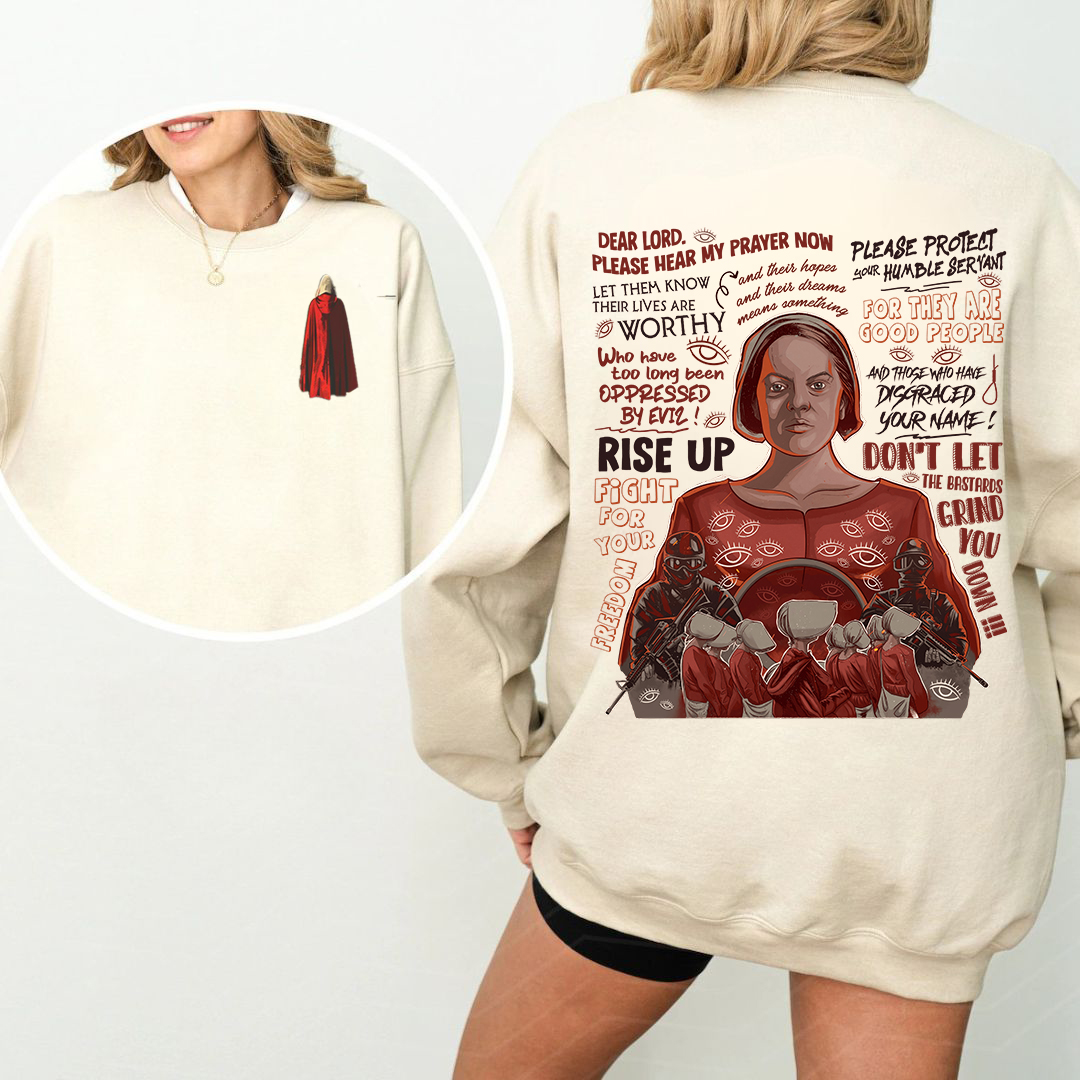 DEAR LORD.
PLEASE HEAR MY PRAYER NOW
LET THEM KNOW
THEIR LIVES ARE
WORTHY
and their hopes
and their dreams
means something
Who have
too long been
OPPRESSED
BY EVIL !
RISE UP
FIGHT
FOR
YOUR
FREEDOM
PLEASE PROTECT
YOUR HUMBLE SERVANT
FOR THEY ARE
GOOD PEOPLE
AND THOSE WHO HAVE
DISGRACED
YOUR NAME !
DON'T LET
THE BASTARDS
GRIND
YOU
DOWN !!!